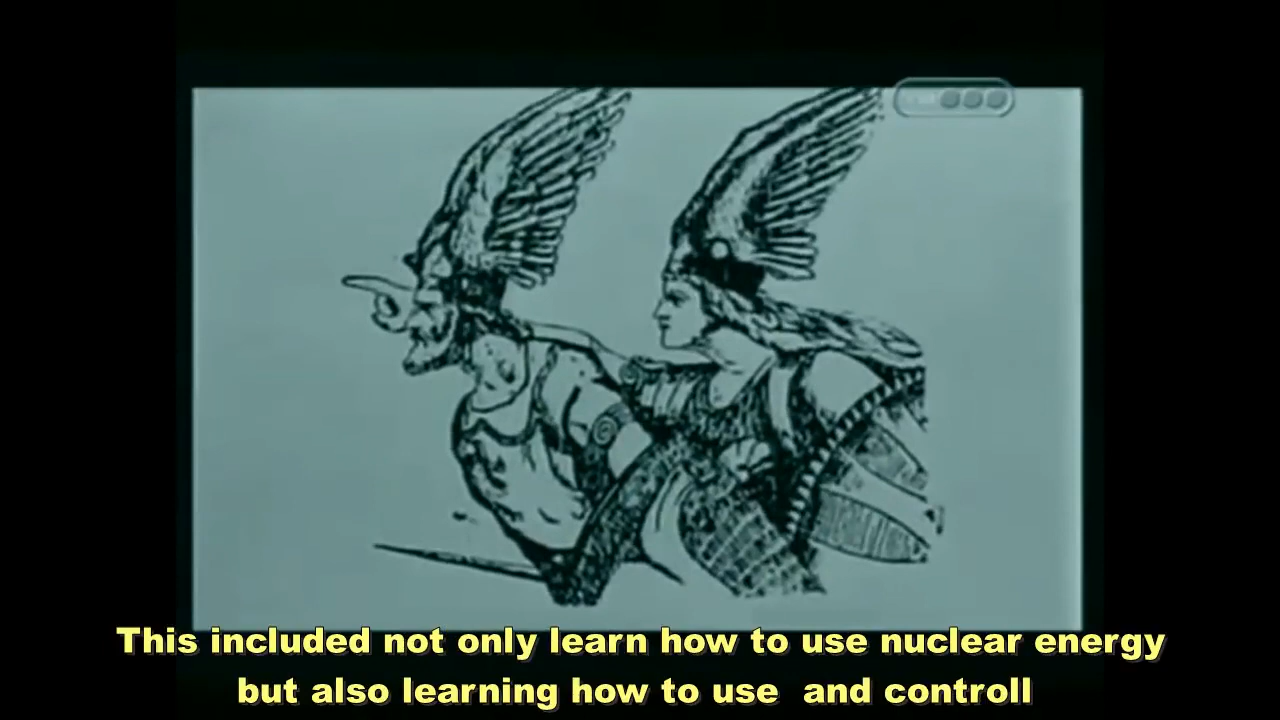 This included not only learn how to use nuclear energy
but also learning how to use  and controll